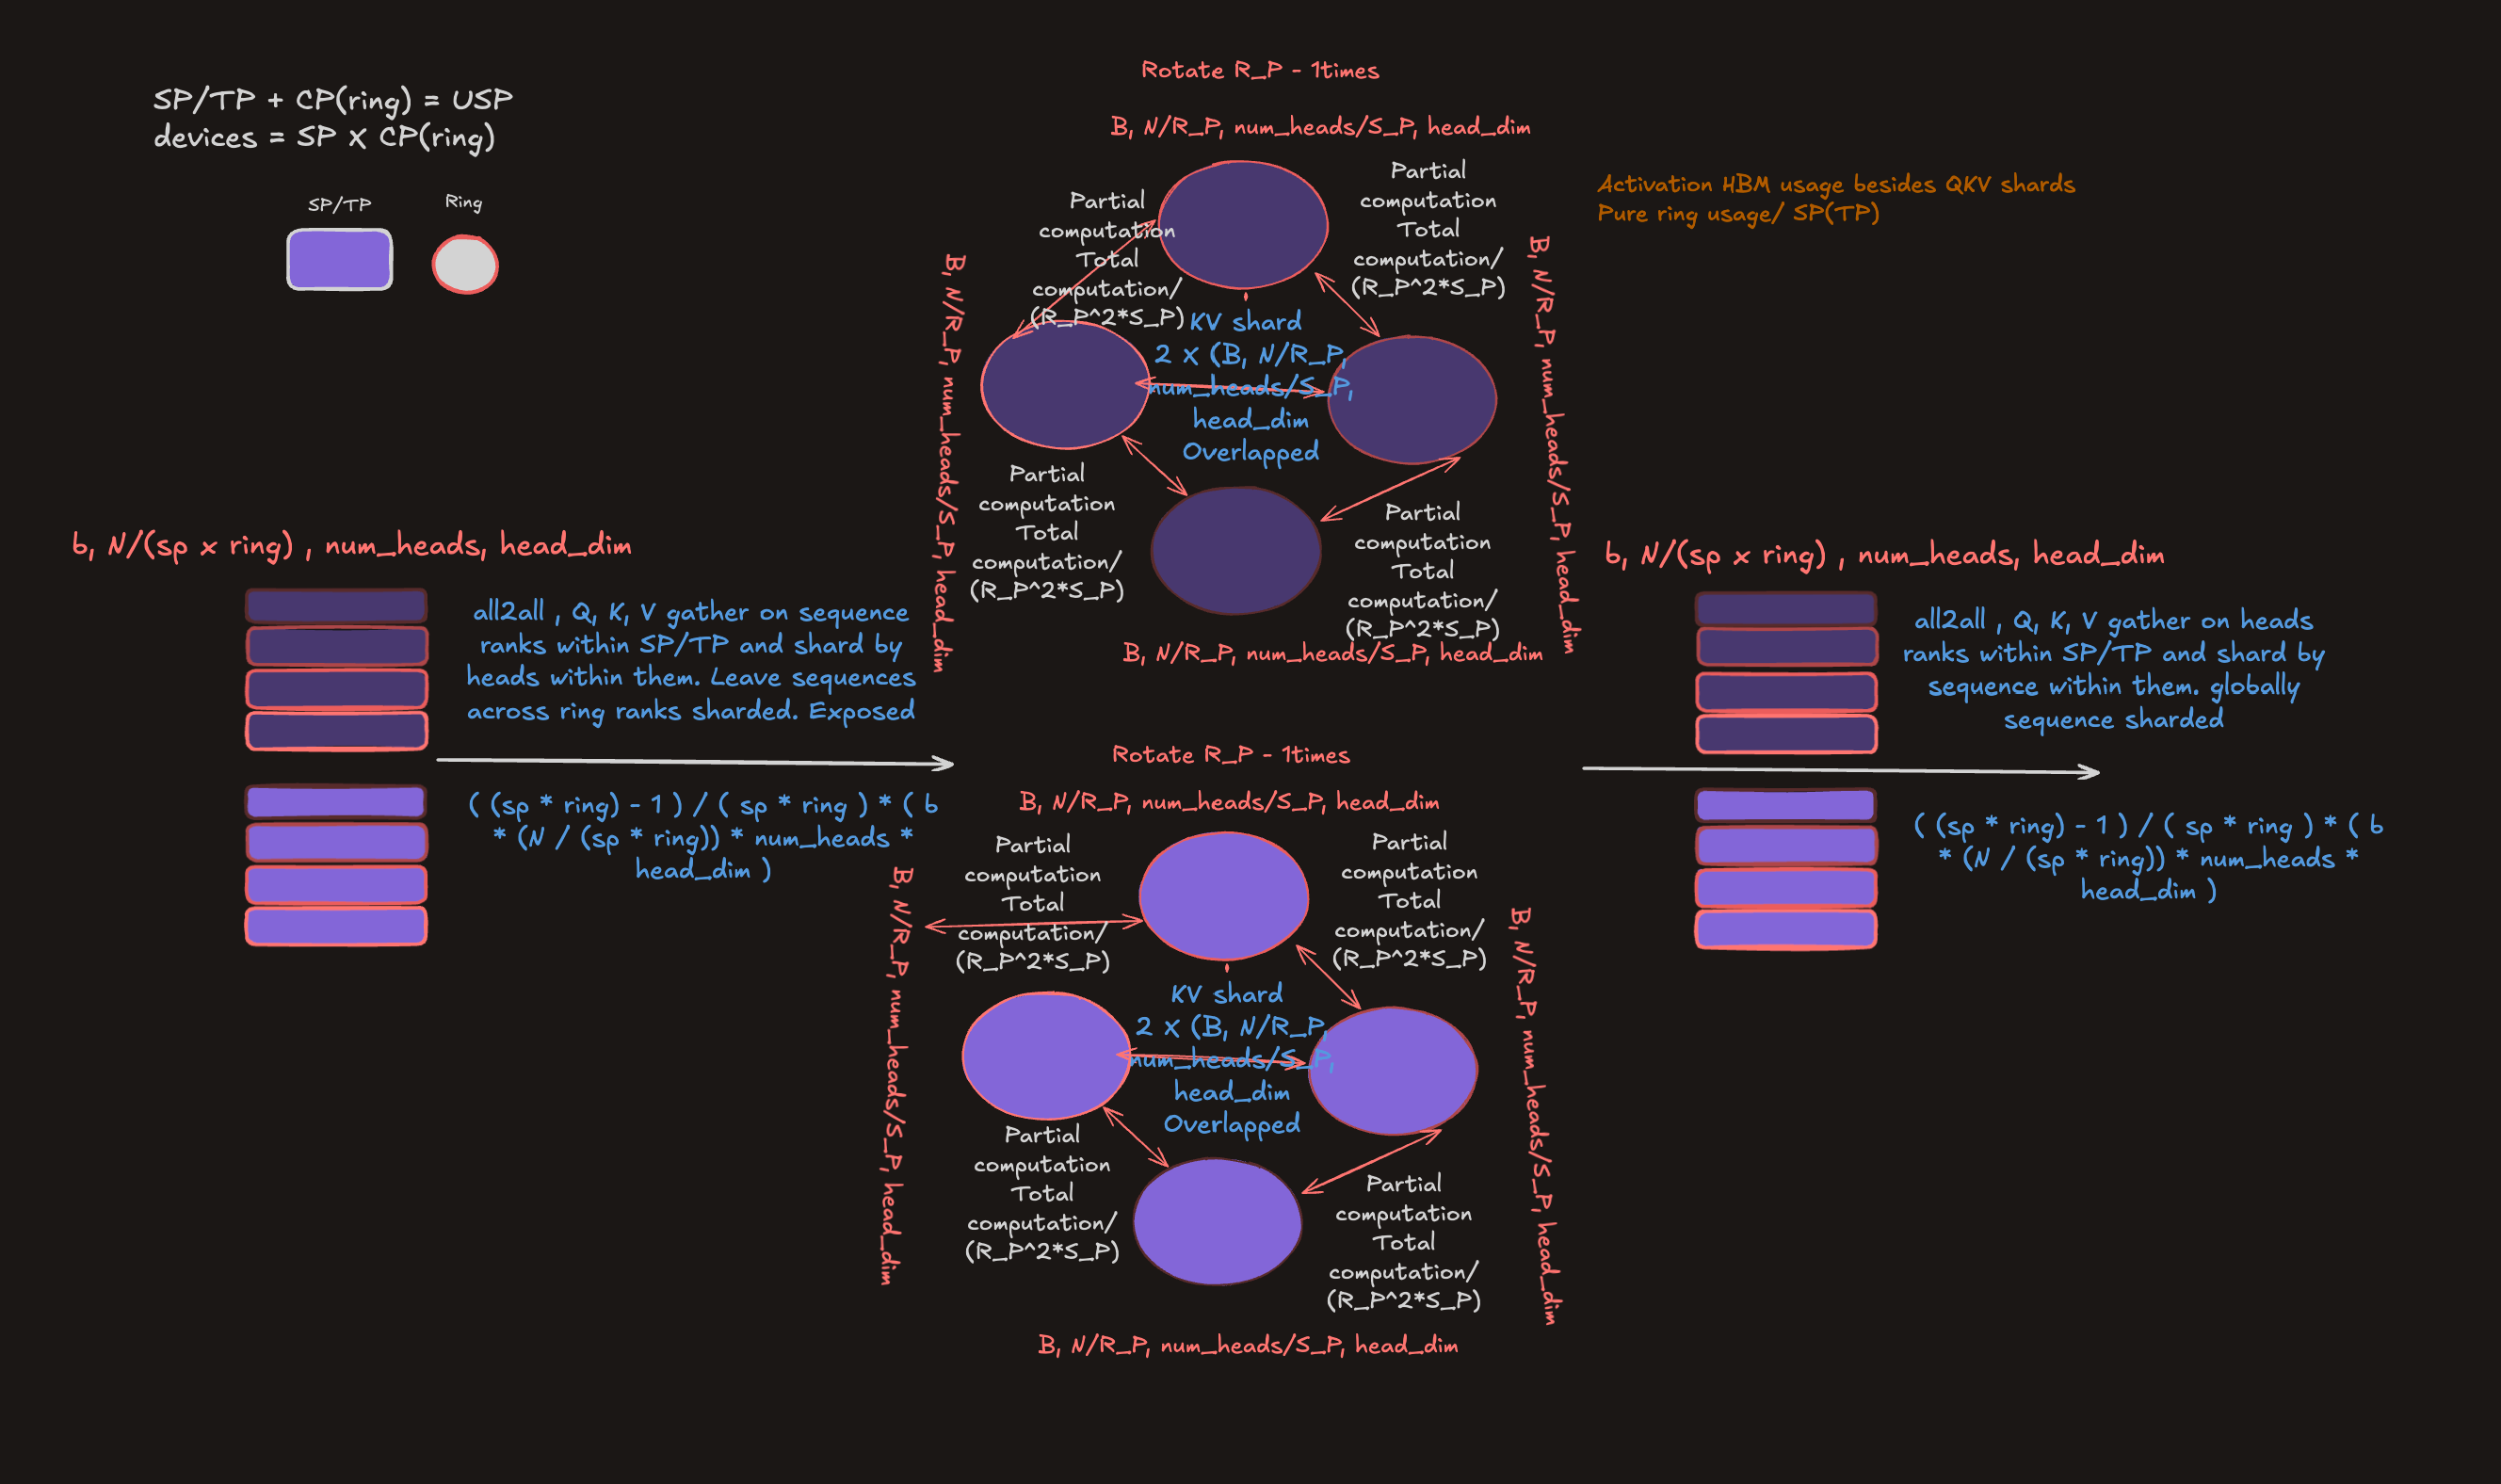 SP/TP + CP(ring) = USP
devices = SP X CP(ring)
SP/TP
Ring
Rotate R_P - 1times
B, N/R_P, num_heads/S_P, head_dim
Partial
computation
Total
computation/
(R_P^2*S_P)
Partial
computation
Total
computation/
(R_P^2*S_P)
B, N/R_P, num_heads/S_P, head_dim
B, N/R_P, num_heads/S_P, head_dim
KV shard
2 X (B, N/R_P,
num_heads/S_P,
head_dim
Overlapped
Partial
computation
Total
computation/
(R_P^2*S_P)
Partial
computation
Total
computation/
(R_P^2*S_P)
B, N/R_P, num_heads/S_P, head_dim
Activation HBM usage besides QKV shards
Pure ring usage/ SP(TP)
b, N/(sp x ring) , num_heads, head_dim
all2all , Q, K, V gather on sequence
ranks within SP/TP and shard by
heads within them. Leave sequences
across ring ranks sharded. Exposed
( (sp * ring) - 1 ) / ( sp * ring ) * ( b
* (N / (sp * ring)) * num_heads *
head_dim )
Rotate R_P - 1times
B, N/R_P, num_heads/S_P, head_dim
Partial
computation
Total
computation/
(R_P^2*S_P)
Partial
computation
Total
computation/
(R_P^2*S_P)
B, N/R_P, num_heads/S_P, head_dim
B, N/R_P, num_heads/S_P, head_dim
KV shard
2 X (B, N/R_P,
num_heads/S_P,
head_dim
Overlapped
Partial
computation
Total
computation/
(R_P^2*S_P)
Partial
computation
Total
computation/
(R_P^2*S_P)
B, N/R_P, num_heads/S_P, head_dim
b, N/(sp x ring) , num_heads, head_dim
all2all , Q, K, V gather on heads
ranks within SP/TP and shard by
sequence within them. globally
sequence sharded
( (sp * ring) - 1 ) / ( sp * ring ) * ( b
* (N / (sp * ring)) * num_heads *
head_dim )